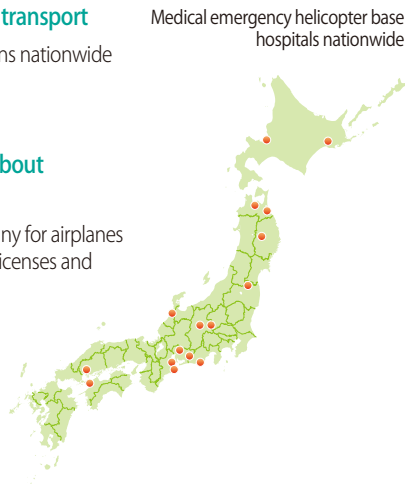 transport
Medical emergency helicopter base
hospitals nationwide
ns nationwide
bout
ny for airplanes
icenses and